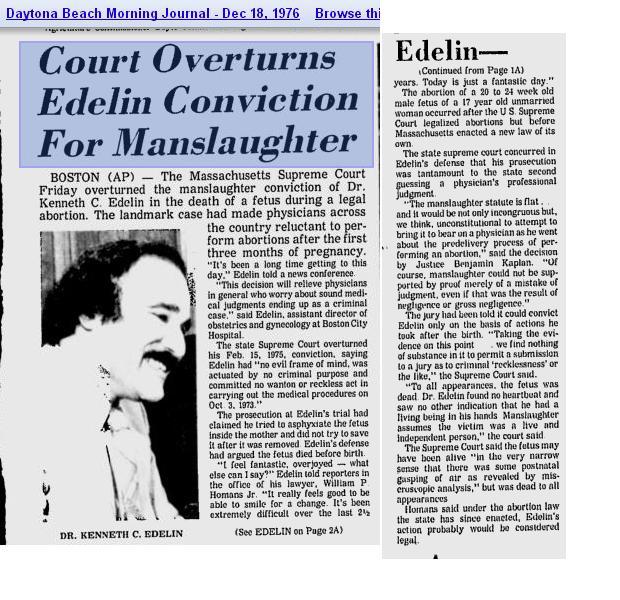 Daytona Beach Morning Journal - Dec 18, 1976 Browse thi
Court Overturns
Edelin Conviction
For Manslaughter
BOSTON (AP) — The Massachusetts Supreme Court
Friday overturned the manslaughter conviction of Dr.
Kenneth C. Edelin in the death of a fetus during a legal
abortion. The landmark case had made physicians across
the country reluctant to per-
form abortions after the first
three months of pregnancy.
"It's been a long time getting to this
day," Edelin told a news conference.
"This decision will relieve physicians
in general who worry about sound medi-
cal judgments ending up as a criminal
case," said Edelin, assistant director of
obstetrics and gynecology at Boston City
Hospital.
The state Supreme Court overturned
his Feb. 15, 1975, conviction, saying
Edelin had "no evil frame of mind, was
actuated by no criminal purpose and
committed no wanton or reckless act in
carrying out the medical procedures on
Oct. 3, 1973."
The prosecution at Edelin's trial had
claimed he tried to asphyxiate the fetus
inside the mother and did not try to save
it after it was removed. Edelin's defense
had argued the fetus died before birth.
"I feel fantastic, overjoyed — what
else can I say?" Edelin told reporters in
the office of his lawyer, William P.
Homans Jr. "It really feels good to be
able to smile for a change. It's been
extremely difficult over the last 2½
DR. KENNETH C. EDELIN
(See EDELIN on Page 2A)
Edelin—
(Continued from Page 1A)
years. Today is just a fantastic day."
The abortion of a 20 to 24 week old
male fetus of a 17 year old unmarried
woman occurred after the U.S. Supreme
Court legalized abortions but before
Massachusetts enacted a new law of its
own.
The state supreme court concurred in
Edelin's defense that his prosecution
was tantamount to the state second
guessing a physician's professional
judgment.
"The manslaughter statute is flat . .
and it would be not only incongruous but,
we think, unconstitutional to attempt to
bring it to bear on a physician as he went
about the predelivery process of per-
forming an abortion," said the decision
by Justice Benjamin Kaplan. "Of
course, manslaughter could not be sup-
ported by proof merely of a mistake of
judgment, even if that was the result of
negligence or gross negligence."
The jury had been told it could convict
Edelin only on the basis of actions he
took after the birth. "Taking the evi-
dence on this point . we find nothing
of substance in it to permit a submission
to a jury as to criminal 'recklessness' or
the like," the Supreme Court said.
"To all appearances, the fetus was
dead. Dr. Edelin found no heartbeat and
saw no other indication that he had a
living being in his hands. Manslaughter
assumes the victim was a live and
independent person," the court said.
The Supreme Court said the fetus may
have been alive "in the very narrow
sense that there was some postnatal
gasping of air as revealed by mis-
cruscopic analysis," but was dead to all
appearances
Homans said under the abortion law
the state has since enacted, Edelin's
action probably would be considered
legal.